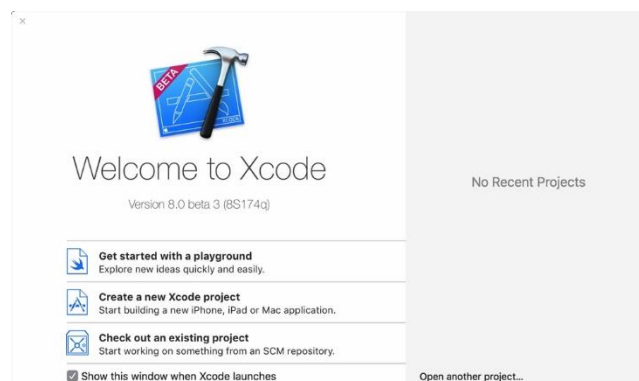 BETA
Welcome to Xcode
Version 8.0 beta 3 (8S174q)
No Recent Projects
Get started with a playground
Explore new ideas quickly and easily.
Create a new Xcode project
Start building a new iPhone, iPad or Mac application.
Check out an existing project
Start working on something from an SCM repository.
Show this window when Xcode launches
Open another project...